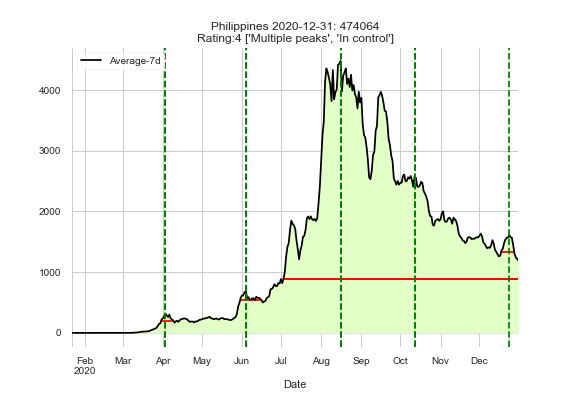 Philippines 2020-12-31: 474064
Rating:4 ['Multiple peaks', 'In control']
Average-7d
4000
3000
2000
1000
0
Feb Mar Apr May Jun Jul Aug Sep Oct Nov Dec
2020
Date